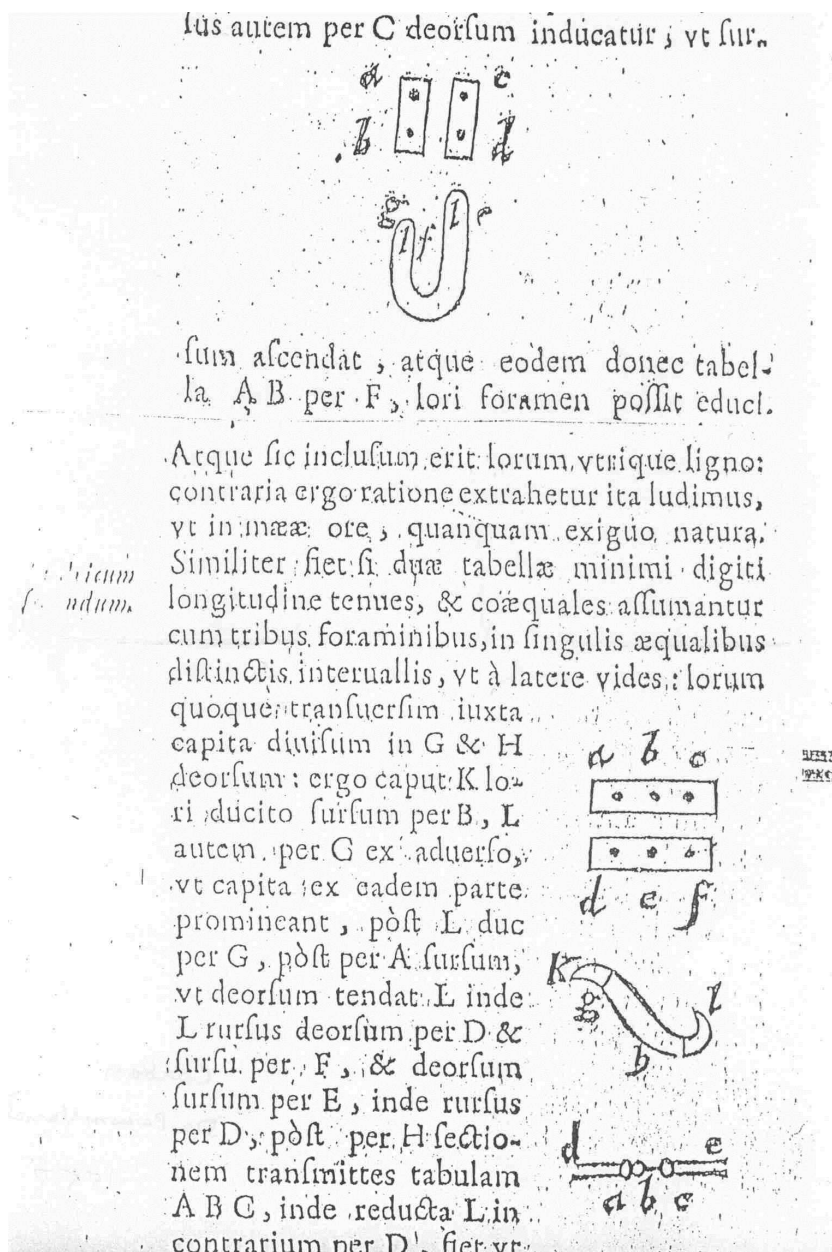 ſus autem per C deorſum inducatur, vt ſur-
a c
b d
g l f l e
ſum aſcendat, atque eodem donec tabel-
la A B per F, lori foramen poſſit educi.
Atque ſic incluſum erit lorum vtrique ligno:
contraria ergo ratione extrahetur ita ludimus,
vt in mææ ore, quanquam exiguo natura.
Similiter fiet ſi duæ tabellæ minimi digiti
longitudine tenues, & coæquales aſſumantur
cum tribus foraminibus, in ſingulis æqualibus
diſtinctis interuallis, vt à latere vides: lorum
quoque tranſuerſim iuxta
capita diuiſum in G & H
deorſum: ergo caput K lo-
ri ducito ſurſum per B, L
autem per G ex aduerſo,
vt capita ex eadem parte
promineant, pòſt L duc
per G, pòſt per A ſurſum,
vt deorſum tendat L inde
L rurſus deorſum per D &
ſurſu per F, & deorſum
ſurſum per E, inde rurſus
per D, pòſt per H ſectio-
nem tranſmittes tabulam
A B C, inde reducta L in
contrarium per D, fiet vt
a b c
d e f
K g l
b
d e
a b c